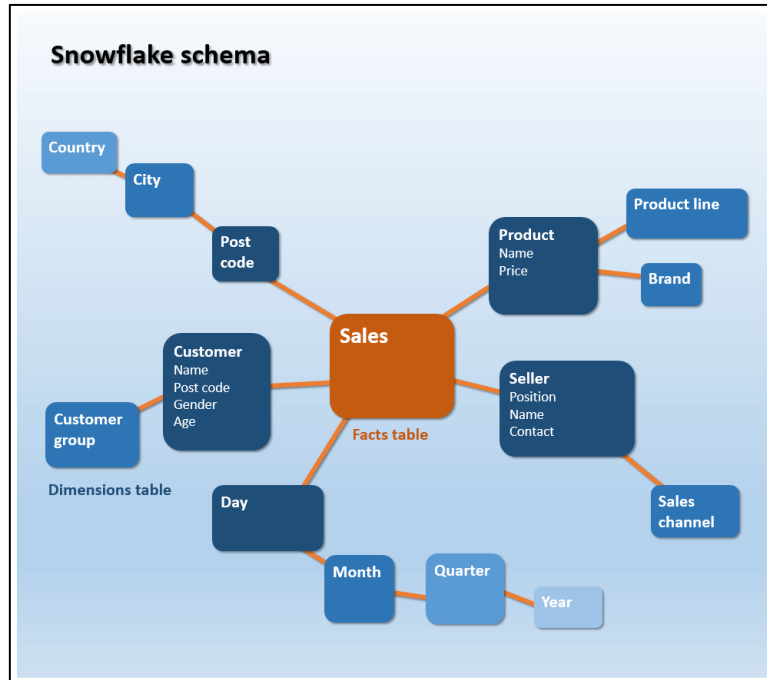 Snowflake schema
Country
City
Post
code
Product
Name
Price
Product line
Brand
Sales
Facts table
Customer
Name
Post code
Gender
Age
Customer
group
Dimensions table
Seller
Position
Name
Contact
Sales
channel
Day
Month
Quarter
Year